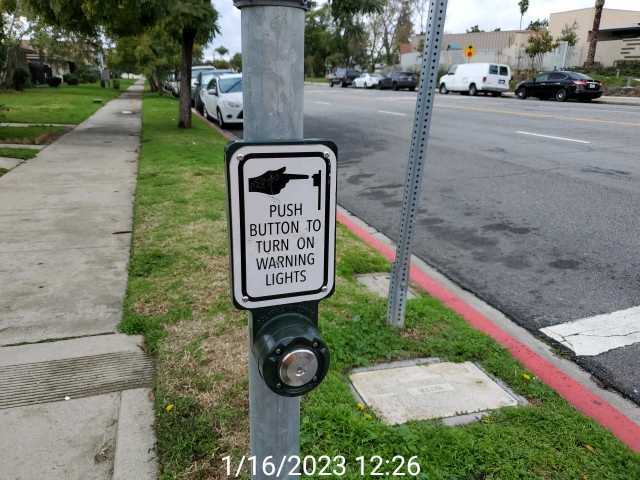 PUSH
BUTTON TO
TURN ON
WARNING
LIGHTS
1/16/2023 12:26